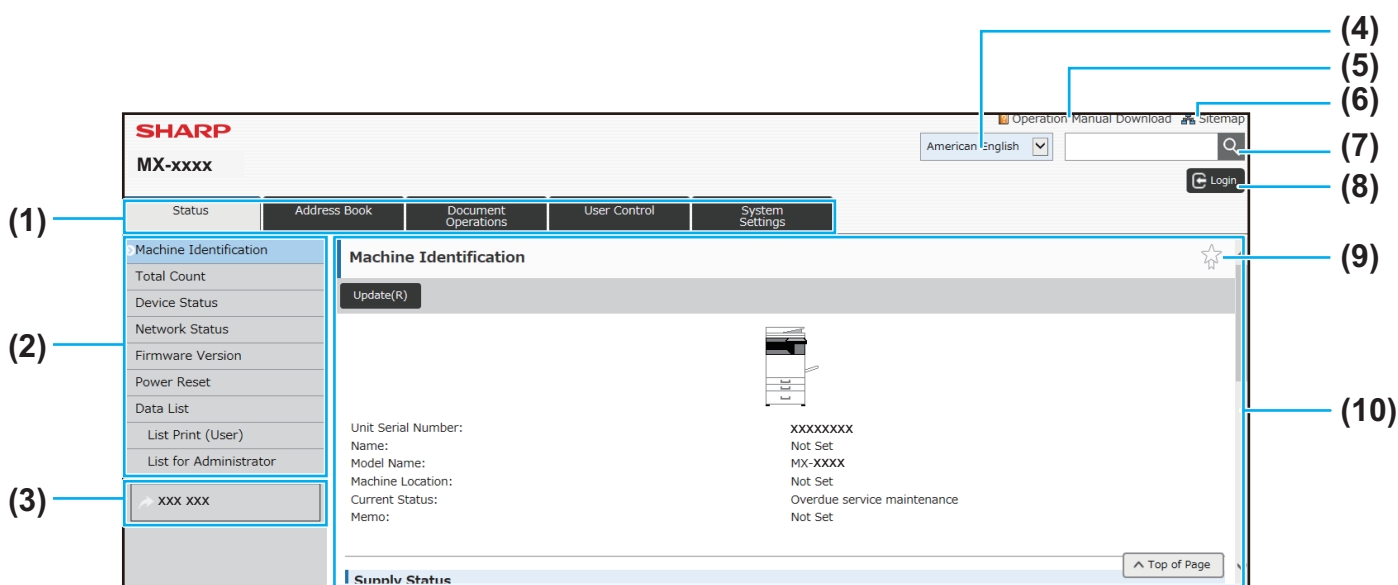 (4)
(5)
(6)
Operation Manual Download Sitemap
SHARP
American English
(7)
MX-xxxx
Login
(8)
(1)
Status Address Book Document Operations User Control System Settings
Machine Identification
Total Count
Device Status
Network Status
Firmware Version
Power Reset
Data List
List Print (User)
List for Administrator
(2)
(3)
xxx xxx
Machine Identification
(9)
Update(R)
(10)
Unit Serial Number: xxxxxxxx
Name: Not Set
Model Name: MX-XXXX
Machine Location: Not Set
Current Status: Overdue service maintenance
Memo: Not Set
Top of Page
Supply Status